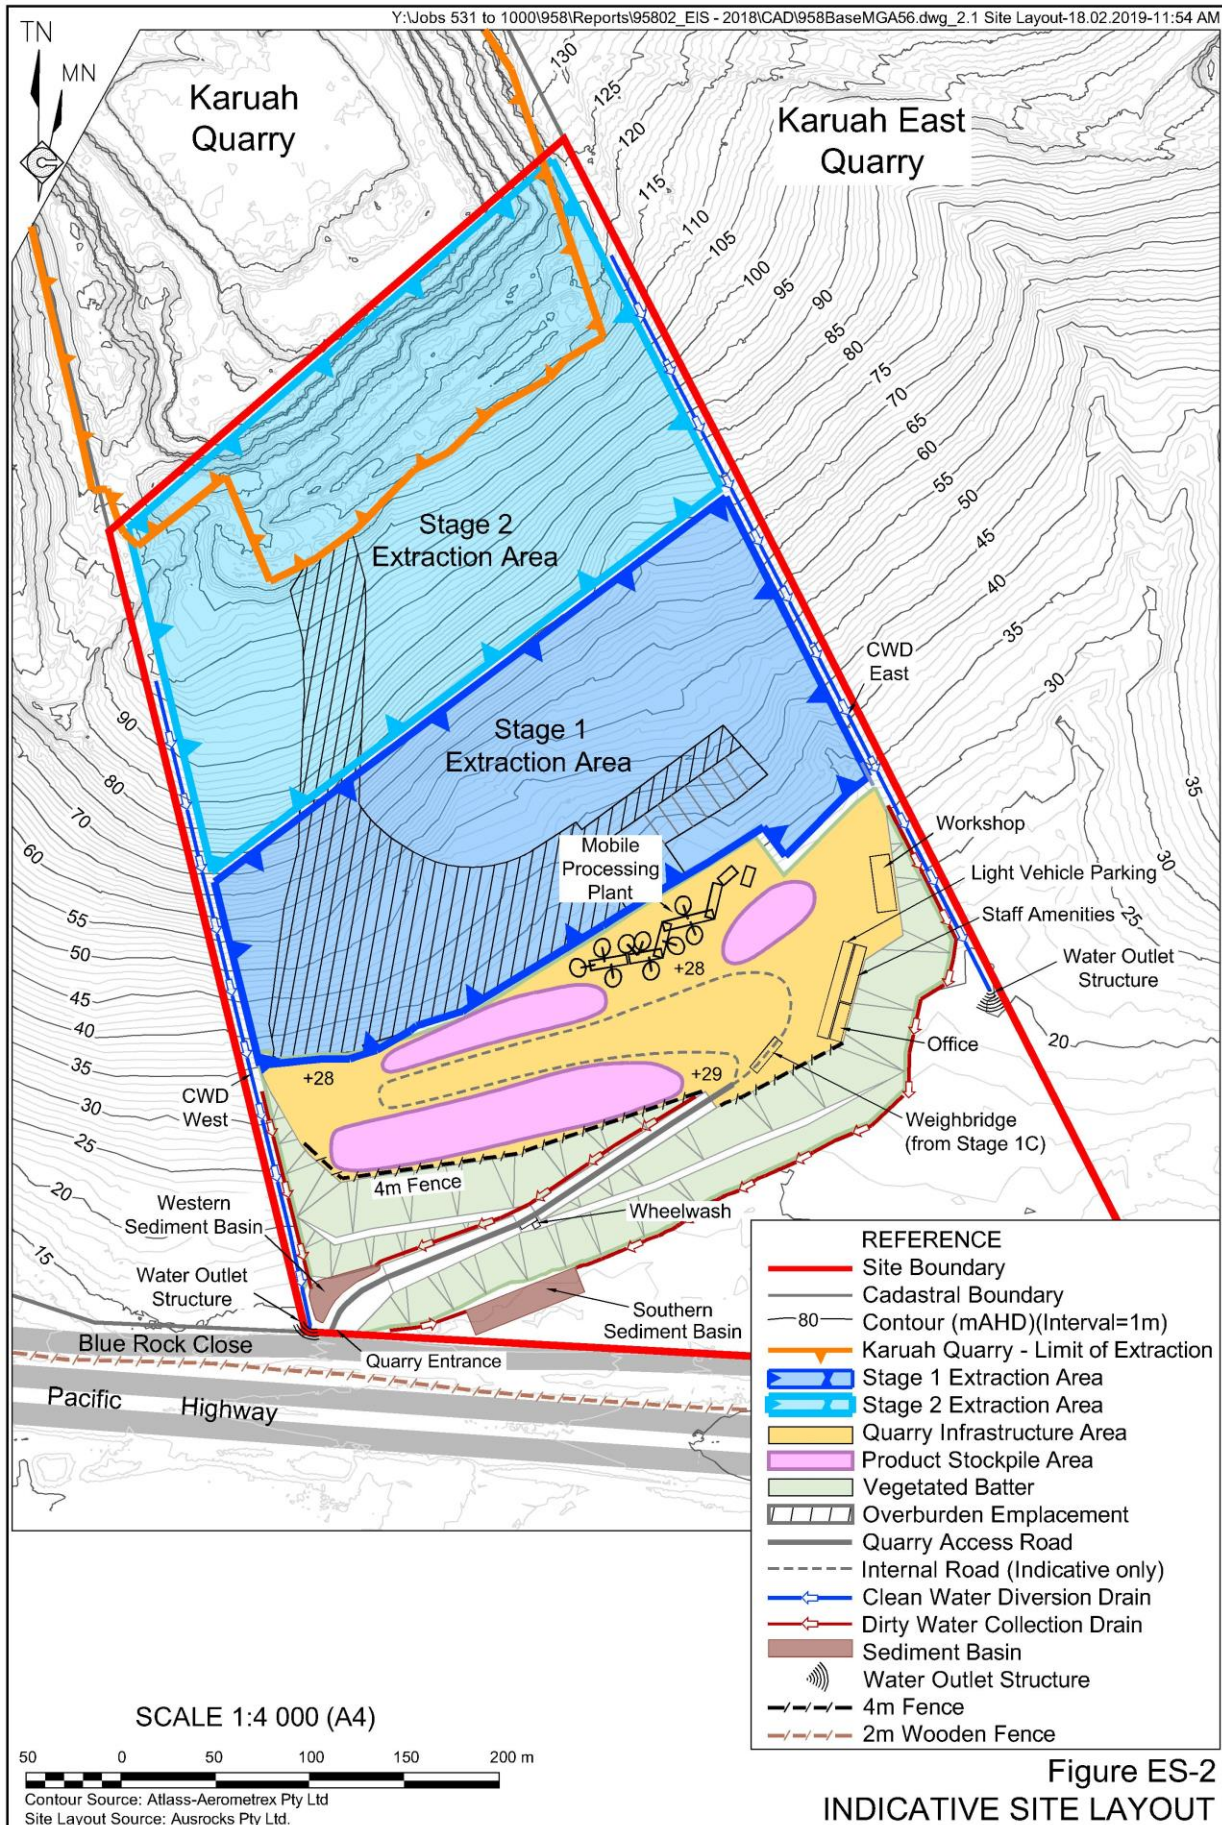 Y:\Jobs 531 to 1000\958\Reports\95802_EIS - 2018\CAD\958BaseMGA56.dwg_2.1 Site Layout-18.02.2019-11:54 AM
TN
MN
Karuah
Quarry
Karuah East
Quarry
130
125
120
115
110
105
100
95
90
85
80
75
70
65
60
55
50
45
40
35
30
35
30
25
20
Stage 2
Extraction Area
Stage 1
Extraction Area
CWD
East
90
80
70
60
55
50
45
40
35
30
25
20
15
Mobile
Processing
Plant
Workshop
Light Vehicle Parking
Staff Amenities
Water Outlet
Structure
+28
Office
+28
+29
CWD
West
Weighbridge
(from Stage 1C)
4m Fence
Western
Sediment Basin
Wheelwash
Water Outlet
Structure
Southern
Sediment Basin
Blue Rock Close
Quarry Entrance
Pacific Highway
REFERENCE
Site Boundary
Cadastral Boundary
80 Contour (mAHD)(Interval=1m)
Karuah Quarry - Limit of Extraction
Stage 1 Extraction Area
Stage 2 Extraction Area
Quarry Infrastructure Area
Product Stockpile Area
Vegetated Batter
Overburden Emplacement
Quarry Access Road
Internal Road (Indicative only)
Clean Water Diversion Drain
Dirty Water Collection Drain
Sediment Basin
Water Outlet Structure
4m Fence
2m Wooden Fence
SCALE 1:4 000 (A4)
50 0 50 100 150 200 m
Contour Source: Atlass-Aerometrex Pty Ltd
Site Layout Source: Ausrocks Pty Ltd.
Figure ES-2
INDICATIVE SITE LAYOUT